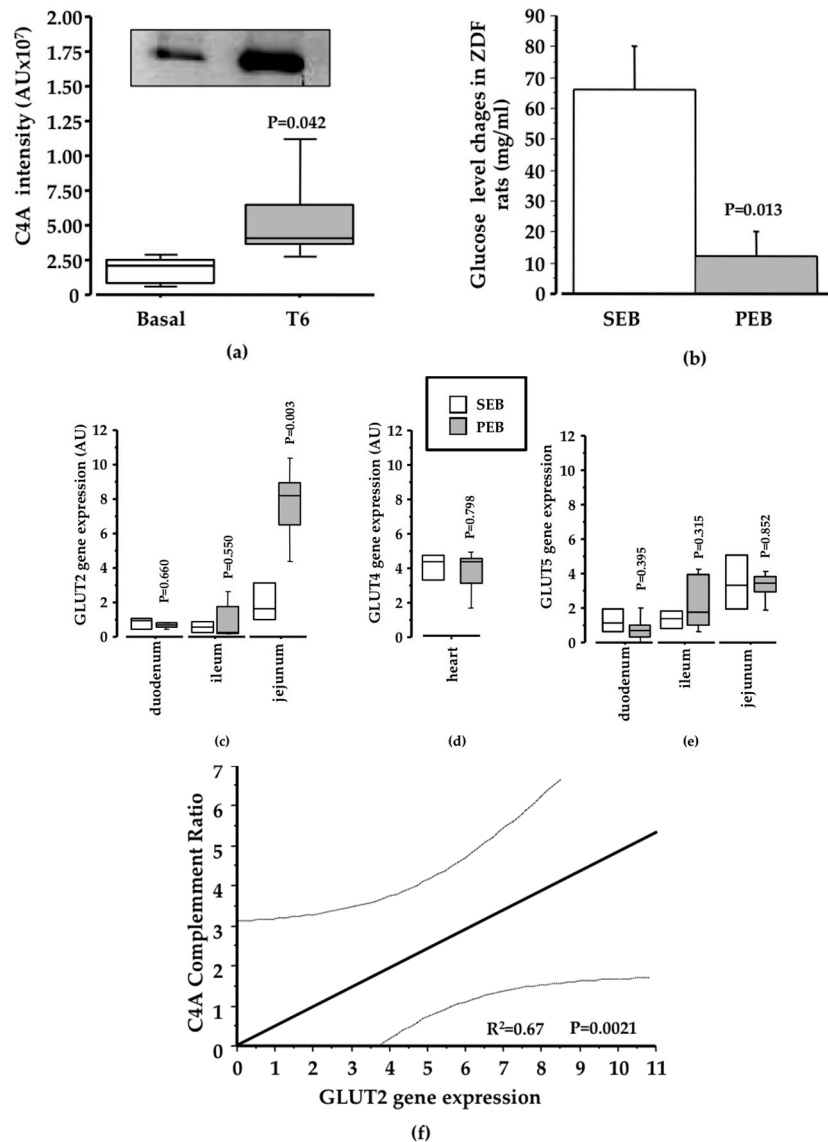 (a)
C4A intensity (AUx10⁷)
2.00
1.75
1.50
1.25
1.00
5.00
2.50
0
P=0.042
Basal T6
(a)
(b)
Glucose level chages in ZDF
rats (mg/ml)
90
80
70
60
50
40
30
20
10
0
P=0.013
SEB PEB
(b)
SEB
PEB
GLUT2 gene expression (AU)
12
10
8
6
4
2
0
P=0.660
P=0.550
P=0.003
duodenum
ileum
jejunum
(c)
GLUT4 gene expression (AU)
12
10
8
6
4
2
0
P=0.798
heart
(d)
GLUT5 gene expression
12
10
8
6
4
2
0
P=0.395
P=0.315
P=0.852
duodenum
ileum
jejunum
(e)
C4A Complemment Ratio
7
6
5
4
3
2
1
0
R²=0.67 P=0.0021
0 1 2 3 4 5 6 7 8 9 10 11
GLUT2 gene expression
(f)